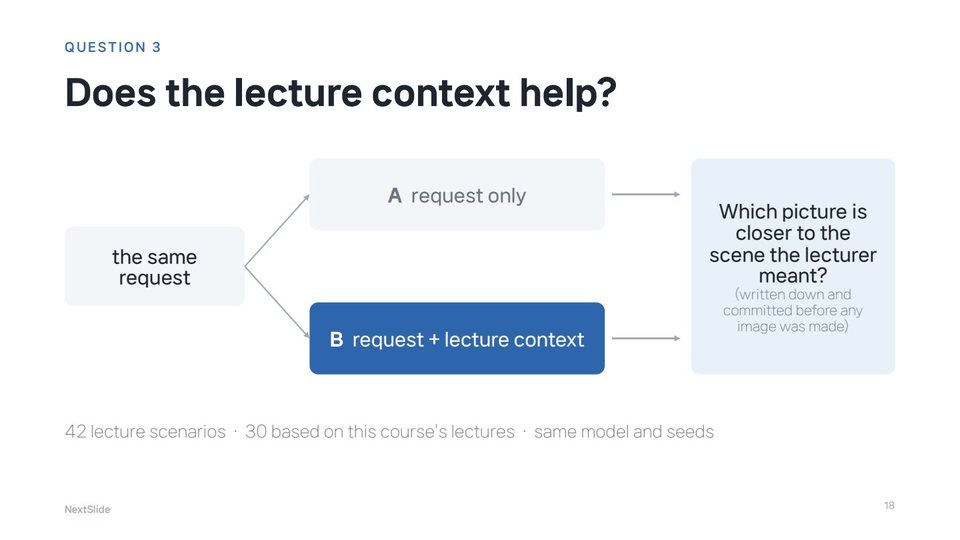 QUESTION 3
Does the lecture context help?
the same
request
A request only
B request + lecture context
Which picture is
closer to the
scene the lecturer
meant?
(written down and
committed before any
image was made)
42 lecture scenarios · 30 based on this course's lectures · same model and seeds
NextSlide
18